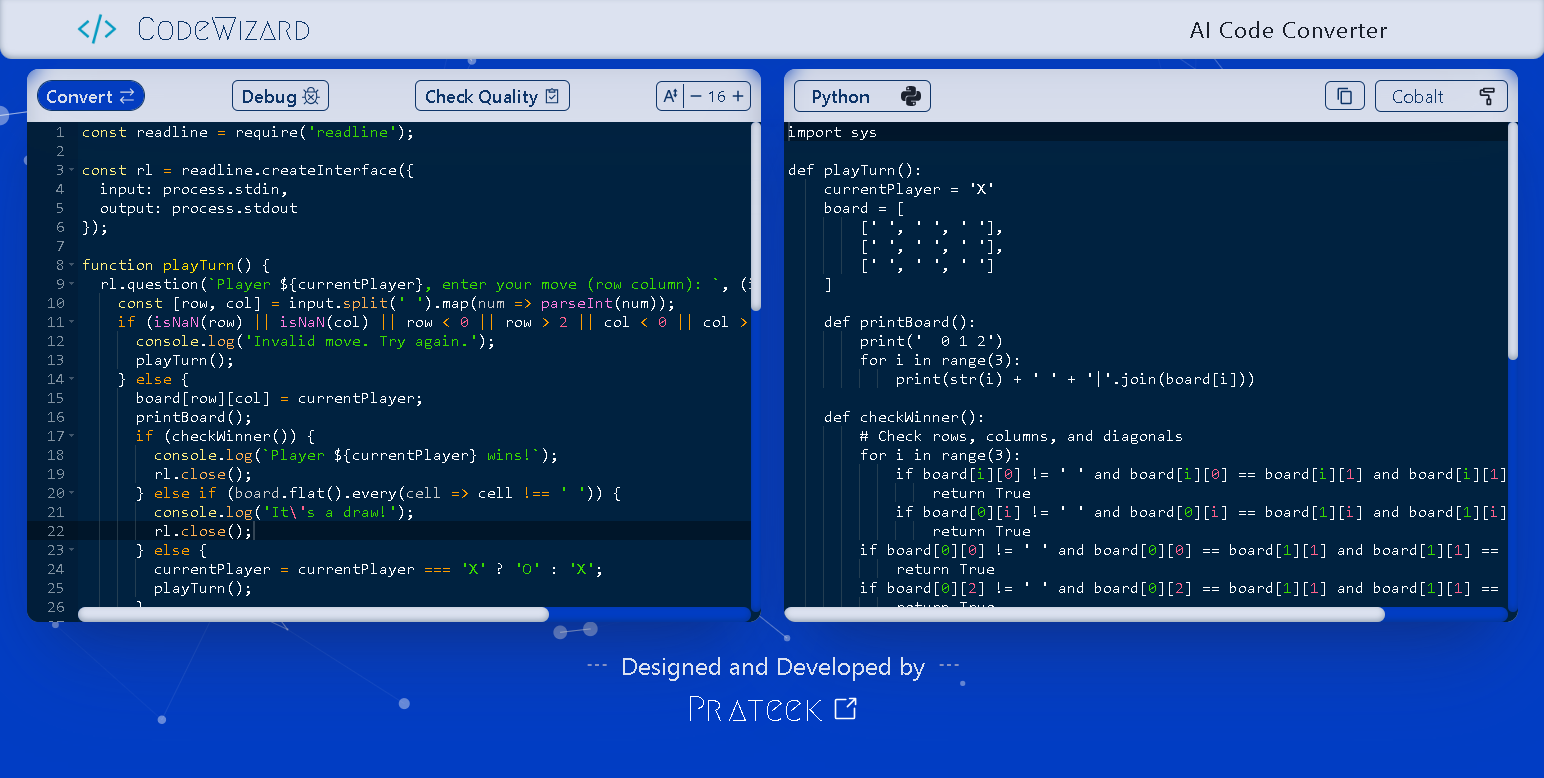 </> CodeWizard
AI Code Converter
Convert
Debug
Check Quality
A
− 16 +
1 const readline = require('readline');
2
3 const rl = readline.createInterface({
4   input: process.stdin,
5   output: process.stdout
6 });
7
8 function playTurn() {
9   rl.question(`Player ${currentPlayer}, enter your move (row column): `, (
10     const [row, col] = input.split(' ').map(num => parseInt(num));
11     if (isNaN(row) || isNaN(col) || row < 0 || row > 2 || col < 0 || col >
12       console.log('Invalid move. Try again.');
13       playTurn();
14     } else {
15       board[row][col] = currentPlayer;
16       printBoard();
17       if (checkWinner()) {
18         console.log(`Player ${currentPlayer} wins!`);
19         rl.close();
20       } else if (board.flat().every(cell => cell !== ' ')) {
21         console.log('It\'s a draw!');
22         rl.close();
23       } else {
24         currentPlayer = currentPlayer === 'X' ? 'O' : 'X';
25         playTurn();
26       }
Python
Cobalt
import sys

def playTurn():
    currentPlayer = 'X'
    board = [
        [' ', ' ', ' '],
        [' ', ' ', ' '],
        [' ', ' ', ' ']
    ]

    def printBoard():
        print('  0 1 2')
        for i in range(3):
            print(str(i) + ' ' + '|'.join(board[i]))

    def checkWinner():
        # Check rows, columns, and diagonals
        for i in range(3):
            if board[i][0] != ' ' and board[i][0] == board[i][1] and board[i][1]
                return True
            if board[0][i] != ' ' and board[0][i] == board[1][i] and board[1][i]
                return True
        if board[0][0] != ' ' and board[0][0] == board[1][1] and board[1][1] ==
            return True
        if board[0][2] != ' ' and board[0][2] == board[1][1] and board[1][1] ==
            return True
--- Designed and Developed by ---
Prateek